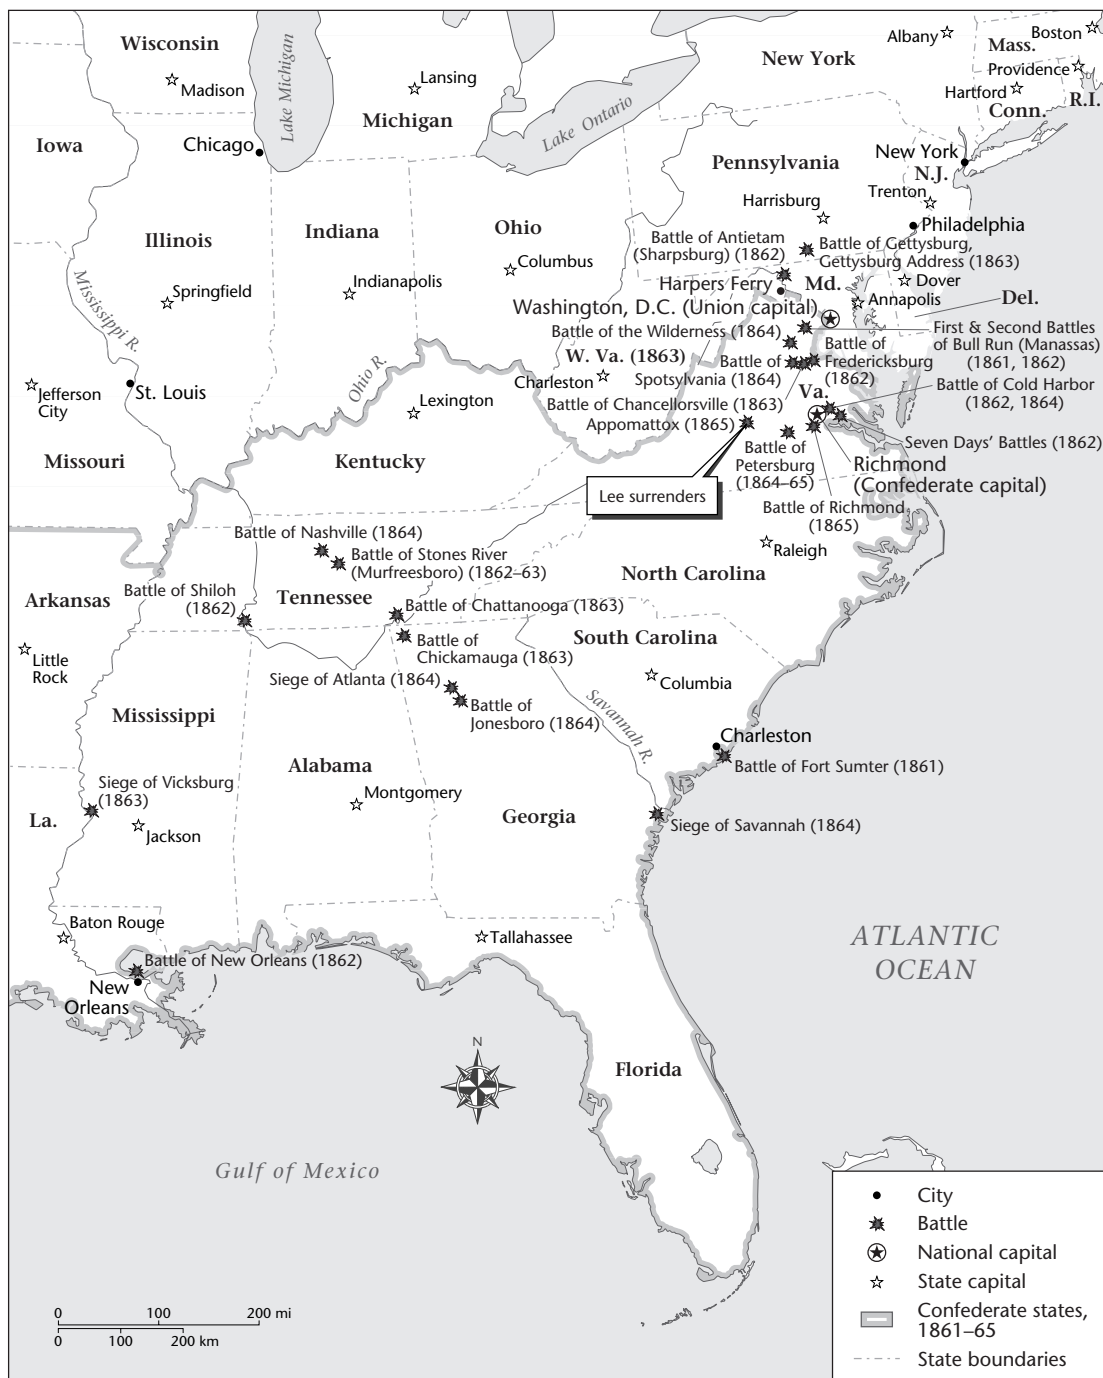 Wisconsin
Madison
Lake Michigan
Lansing
Michigan
Lake Ontario
New York
Albany
Mass.
Boston
Providence
Hartford
Conn.
R.I.
Iowa
Chicago
Pennsylvania
New York
N.J.
Trenton
Harrisburg
Philadelphia
Illinois
Indiana
Ohio
Columbus
Battle of Antietam
(Sharpsburg) (1862)
Battle of Gettysburg,
Gettysburg Address (1863)
Mississippi R.
Springfield
Indianapolis
Harpers Ferry
Md.
Dover
Annapolis
Del.
Washington, D.C. (Union capital)
Battle of the Wilderness (1864)
First & Second Battles
of Bull Run (Manassas)
(1861, 1862)
W. Va. (1863)
Battle of
Spotsylvania (1864)
Battle of
Fredericksburg
(1862)
Charleston
Ohio R.
Jefferson
City
St. Louis
Lexington
Battle of Chancellorsville (1863)
Va.
Battle of Cold Harbor
(1862, 1864)
Appomattox (1865)
Seven Days' Battles (1862)
Missouri
Kentucky
Battle of
Petersburg
(1864–65)
Richmond
(Confederate capital)
Lee surrenders
Battle of Richmond
(1865)
Battle of Nashville (1864)
Battle of Stones River
(Murfreesboro) (1862–63)
Raleigh
North Carolina
Arkansas
Battle of Shiloh
(1862)
Tennessee
Battle of Chattanooga (1863)
Little
Rock
Battle of
Chickamauga (1863)
South Carolina
Siege of Atlanta (1864)
Columbia
Mississippi
Battle of
Jonesboro (1864)
Savannah R.
Charleston
Battle of Fort Sumter (1861)
Siege of Vicksburg
(1863)
Alabama
Montgomery
La.
Jackson
Georgia
Siege of Savannah (1864)
Baton Rouge
Tallahassee
Battle of New Orleans (1862)
New
Orleans
ATLANTIC
OCEAN
N
Florida
Gulf of Mexico
City
Battle
National capital
State capital
Confederate states,
1861–65
State boundaries
0 100 200 mi
0 100 200 km